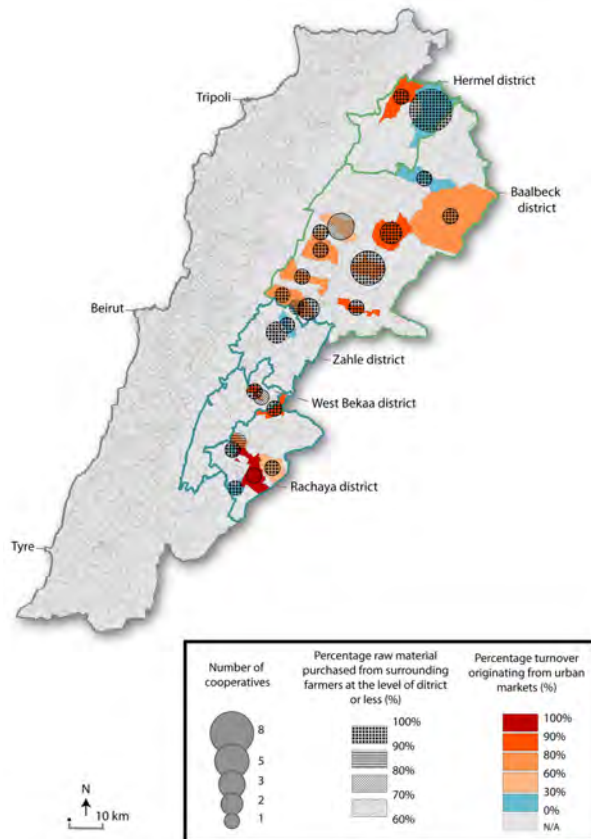 Hermel district
Tripoli
Baalbeck
district
Beirut
Zahle district
West Bekaa district
Rachaya district
Tyre
Number of
cooperatives
8
5
3
2
1
Percentage raw material
purchased from surrounding
farmers at the level of ditrict
or less (%)
100%
90%
80%
70%
60%
Percentage turnover
originating from urban
markets (%)
100%
90%
80%
60%
30%
0%
N/A
N
10 km